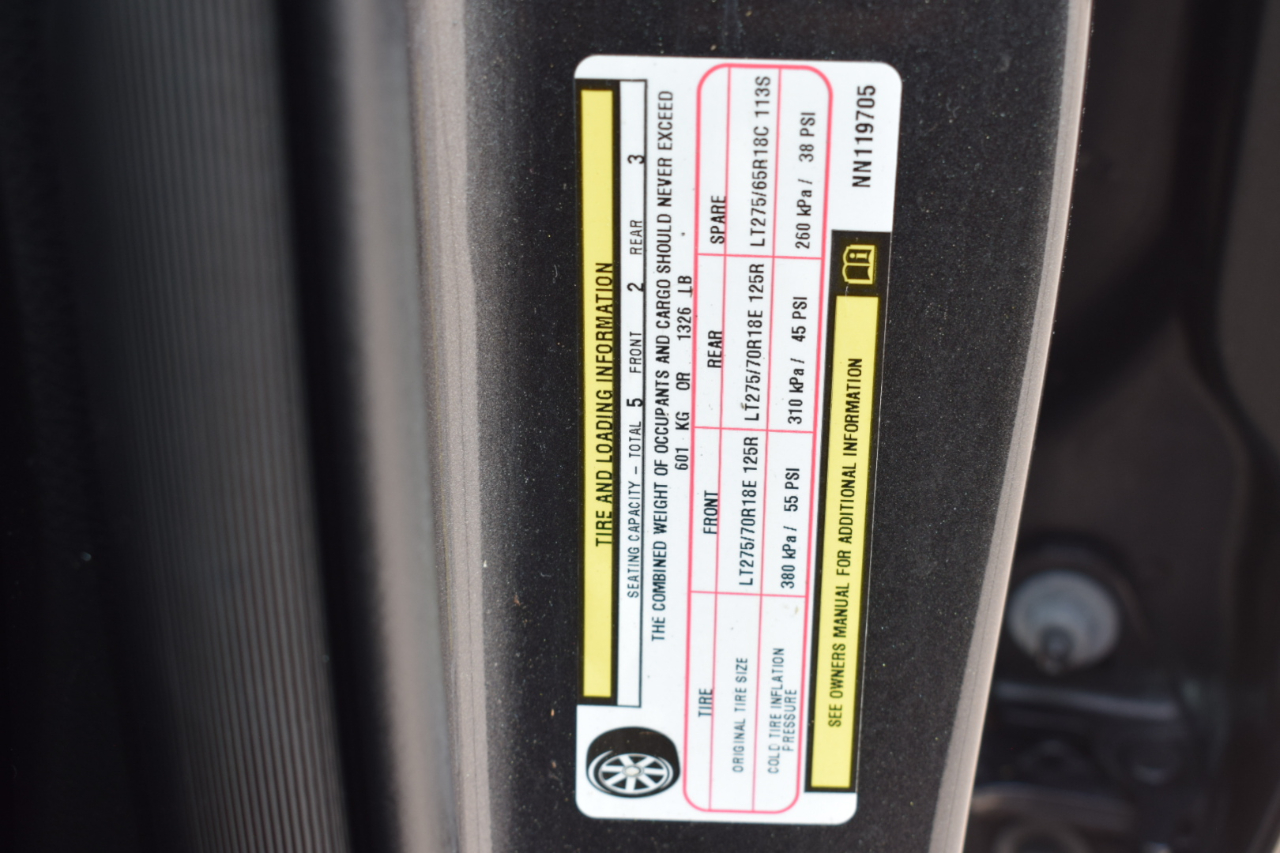 TIRE AND LOADING INFORMATION
SEATING CAPACITY - TOTAL 5 FRONT 2 REAR 3
THE COMBINED WEIGHT OF OCCUPANTS AND CARGO SHOULD NEVER EXCEED
601 KG OR 1326 LB
TIRE FRONT REAR SPARE
ORIGINAL TIRE SIZE LT275/70R18E 125R LT275/70R18E 125R LT275/65R18C 113S
COLD TIRE INFLATION PRESSURE 380 kPa / 55 PSI 310 kPa / 45 PSI 260 kPa / 38 PSI
SEE OWNERS MANUAL FOR ADDITIONAL INFORMATION
NN119705